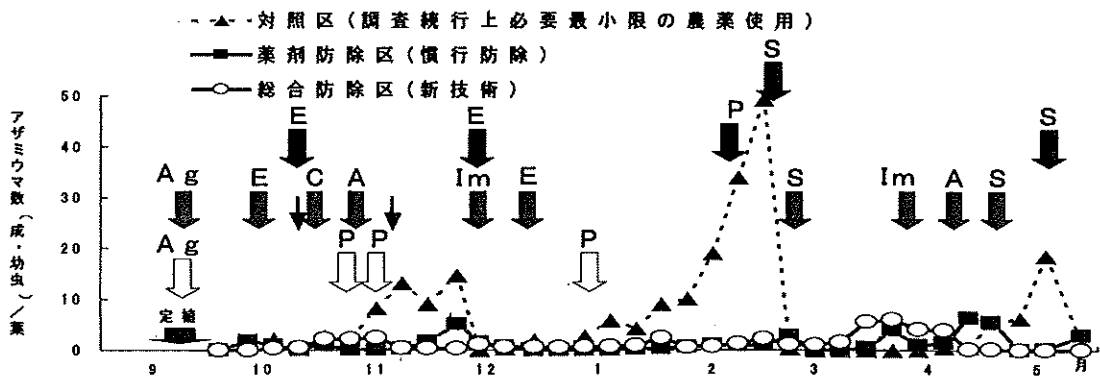 対照区(調査続行上必要最小限の農薬使用)
薬剤防除区(慣行防除)
総合防除区(新技術)
アザミウマ数(成・幼虫)/葉
50
40
30
20
10
0
E E P S
Ag E C A Im E S Im A S S
Ag P P P
定植
9 10 11 12 1 2 3 4 5 月